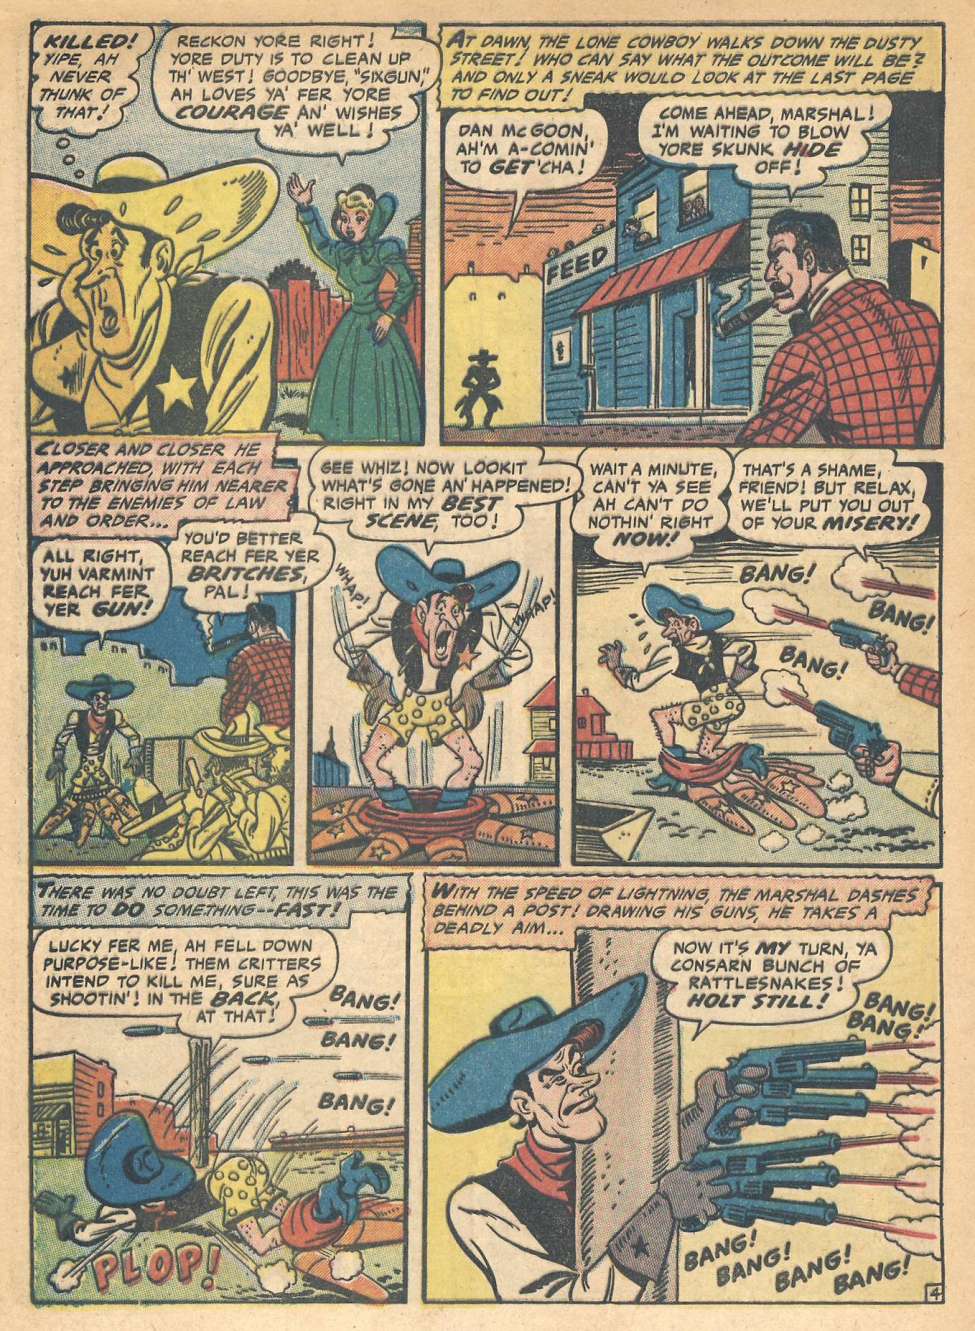 KILLED!
YIPE, AH
NEVER
THUNK OF
THAT!
RECKON YORE RIGHT!
YORE DUTY IS TO CLEAN UP
TH' WEST! GOODBYE, "SIXGUN,"
AH LOVES YA' FER YORE
COURAGE AN' WISHES
YA' WELL!
AT DAWN, THE LONE COWBOY WALKS DOWN THE DUSTY
STREET! WHO CAN SAY WHAT THE OUTCOME WILL BE?
AND ONLY A SNEAK WOULD LOOK AT THE LAST PAGE
TO FIND OUT!
DAN McGOON,
AH'M A-COMIN'
TO GET 'CHA!
COME AHEAD, MARSHAL!
I'M WAITING TO BLOW
YORE SKUNK HIDE
OFF!
FEED
CLOSER AND CLOSER HE
APPROACHED, WITH EACH
STEP BRINGING HIM NEARER
TO THE ENEMIES OF LAW
AND ORDER...
ALL RIGHT,
YUH VARMINT
REACH FER
YER GUN!
YOU'D BETTER
REACH FER YER
BRITCHES,
PAL!
GEE WHIZ! NOW LOOKIT
WHAT'S GONE AN' HAPPENED!
RIGHT IN MY BEST
SCENE, TOO!
WHAP!
WHAP!
WAIT A MINUTE,
CAN'T YA SEE
AH CAN'T DO
NOTHIN' RIGHT
NOW!
THAT'S A SHAME,
FRIEND! BUT RELAX,
WE'LL PUT YOU OUT
OF YOUR MISERY!
BANG!
BANG!
BANG!
THERE WAS NO DOUBT LEFT, THIS WAS THE
TIME TO DO SOMETHING--FAST!
LUCKY FER ME, AH FELL DOWN
PURPOSE-LIKE! THEM CRITTERS
INTEND TO KILL ME, SURE AS
SHOOTIN'! IN THE BACK,
AT THAT!
BANG!
BANG!
BANG!
PLOP!
WITH THE SPEED OF LIGHTNING, THE MARSHAL DASHES
BEHIND A POST! DRAWING HIS GUNS, HE TAKES A
DEADLY AIM...
NOW IT'S MY TURN, YA
CONSARN BUNCH OF
RATTLESNAKES!
HOLT STILL!
BANG!
BANG!
BANG!
BANG!
BANG!
BANG!
4